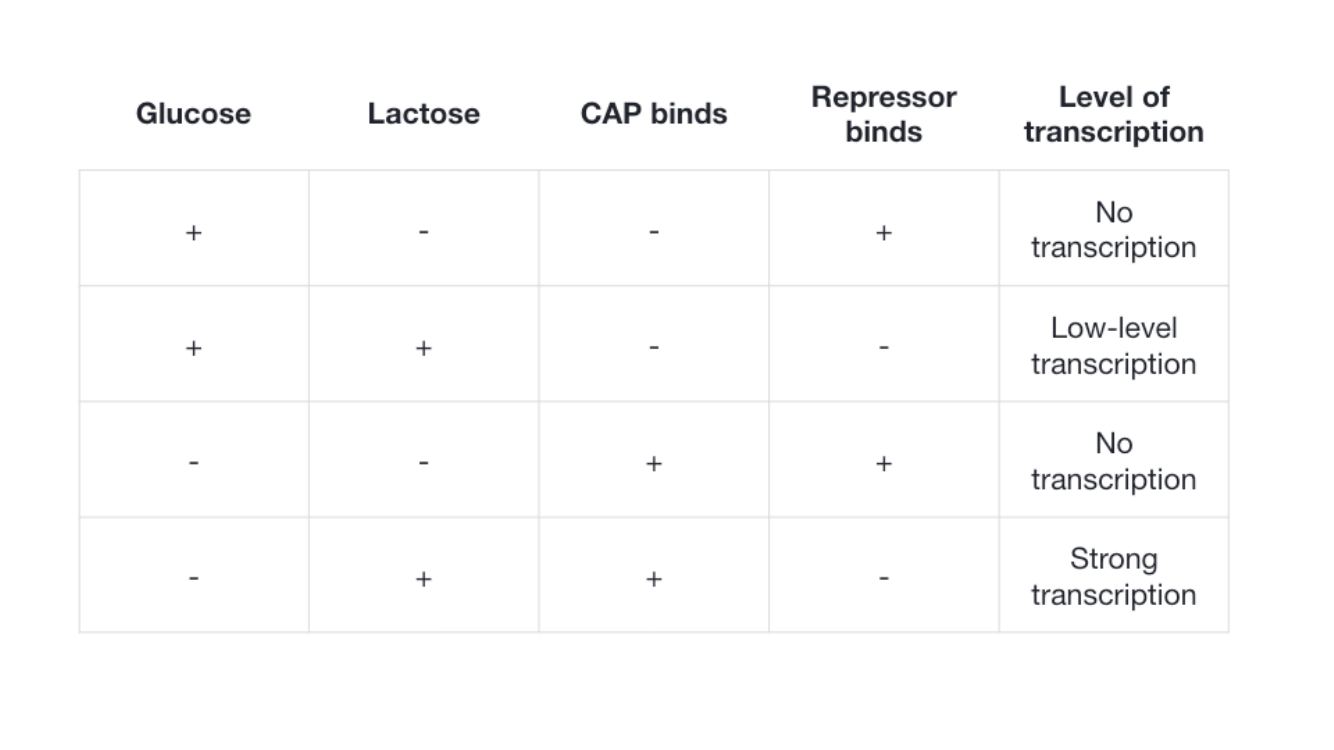 Glucose Lactose CAP binds Repressor binds Level of transcription
+ - - + No transcription
+ + - - Low-level transcription
- - + + No transcription
- + + - Strong transcription